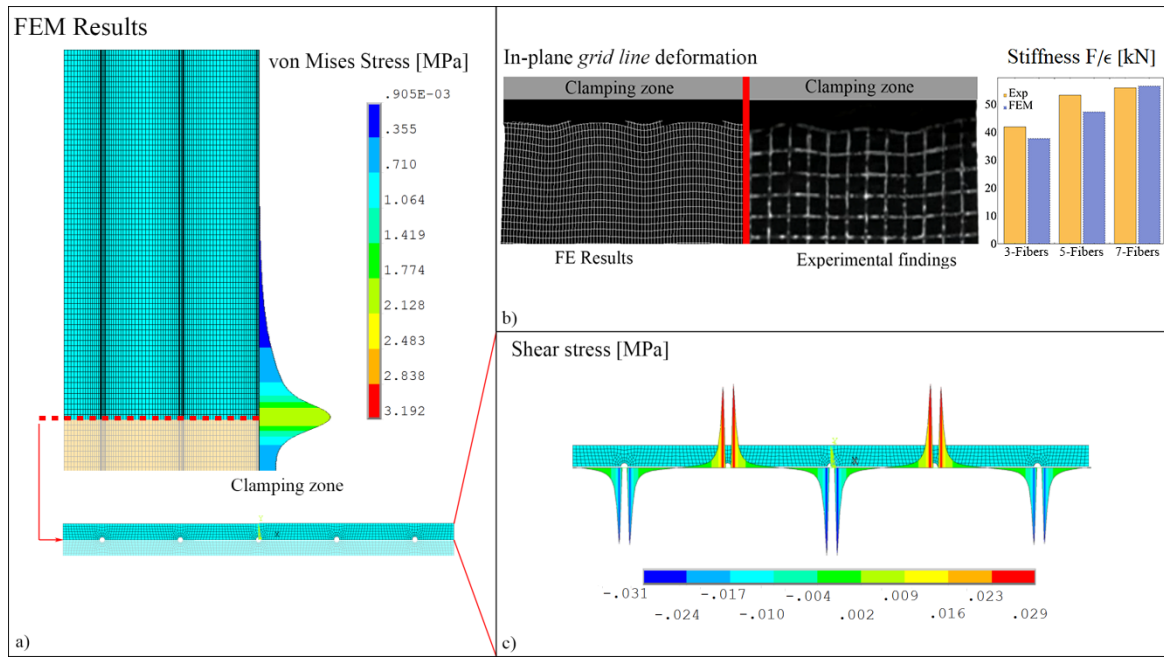 FEM Results
von Mises Stress [MPa]
.905E-03
.355
.710
1.064
1.419
1.774
2.128
2.483
2.838
3.192
Clamping zone
X
a)
In-plane grid line deformation
Clamping zone
Clamping zone
FE Results
Experimental findings
Stiffness F/ϵ [kN]
Exp
FEM
50
40
30
20
10
0
3-Fibers 5-Fibers 7-Fibers
b)
Shear stress [MPa]
X
-.031 -.017 -.004 .009 .023
-.024 -.010 .002 .016 .029
c)